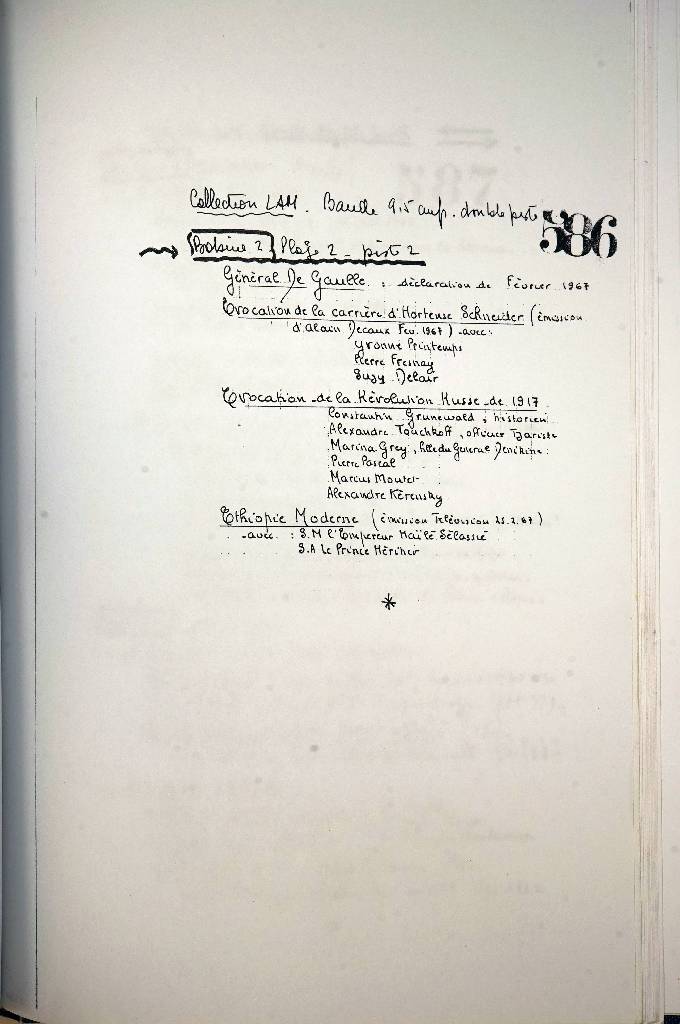 Collection LAM. Bande 9,5 cm/s. double piste
586
Bobine 2 Plage 2 - piste 2
Général De Gaulle : déclaration de Février 1967
Evocation de la carrière d'Hortense Schneider (émission
d'Alain Decaux Fev. 1967) avec:
Yvonne Printemps
Pierre Fresnay
Suzy Delair
Evocation de la Révolution Russe de 1917
Constantin Grunewald, historien
Alexandre Touchkoff, officier Tsariste
Marina Grey, fille du General Denikine
Pierre Pascal
Marius Moutet
Alexandre Kérensky
Ethiopie Moderne (émission Télévision 25.2.67)
avec : S.M l'Empereur Haïlé Sélassié
S.A Le Prince
*